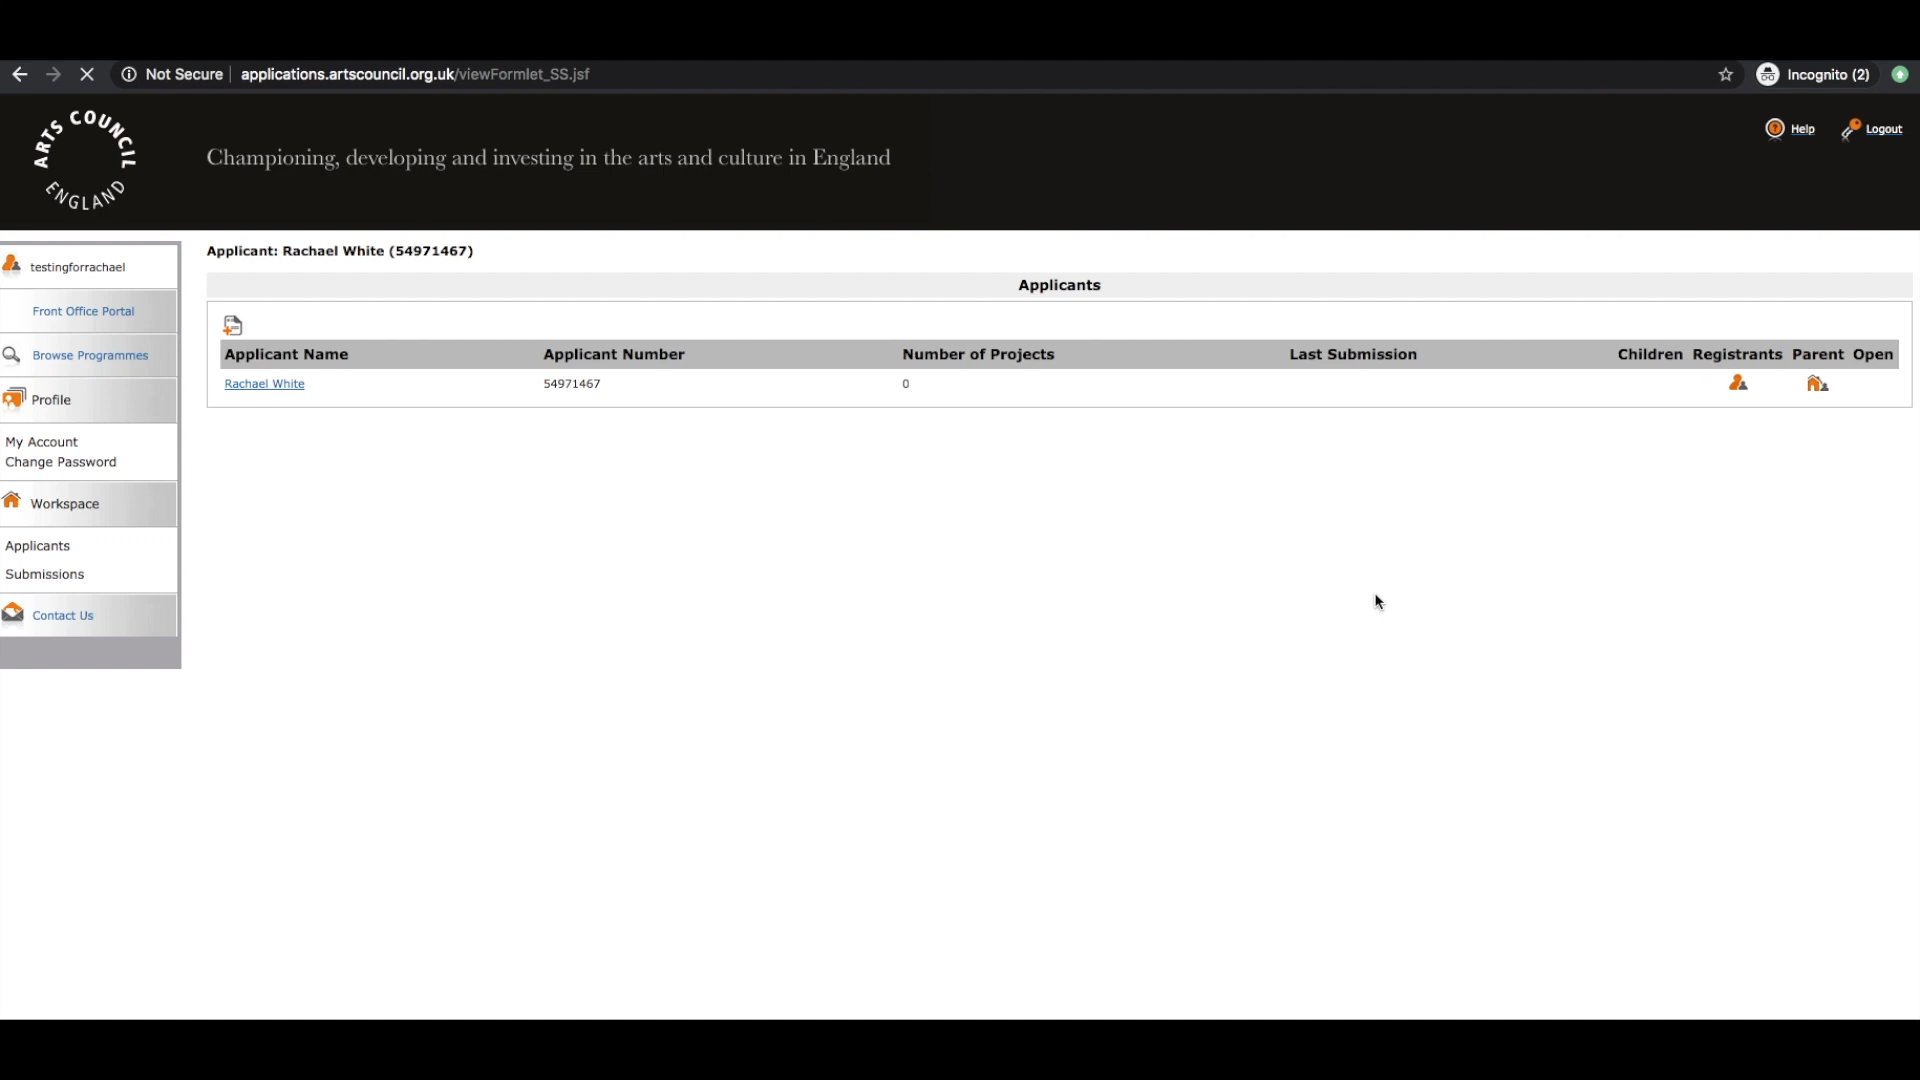 Not Secure applications.artscouncil.org.uk/viewFormlet_SS.jsf Incognito (2)
ARTS COUNCIL ENGLAND
Championing, developing and investing in the arts and culture in England
Help Logout
testingforrachael
Front Office Portal
Browse Programmes
Profile
My Account
Change Password
Workspace
Applicants
Submissions
Contact Us
Applicant: Rachael White (54971467)
Applicants
Applicant Name Applicant Number Number of Projects Last Submission Children Registrants Parent Open
Rachael White 54971467 0